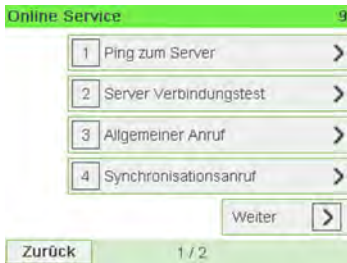 Online Service 9
1 Ping zum Server
2 Server Verbindungstest
3 Allgemeiner Anruf
4 Synchronisationsanruf
Weiter
Zurück 1 / 2